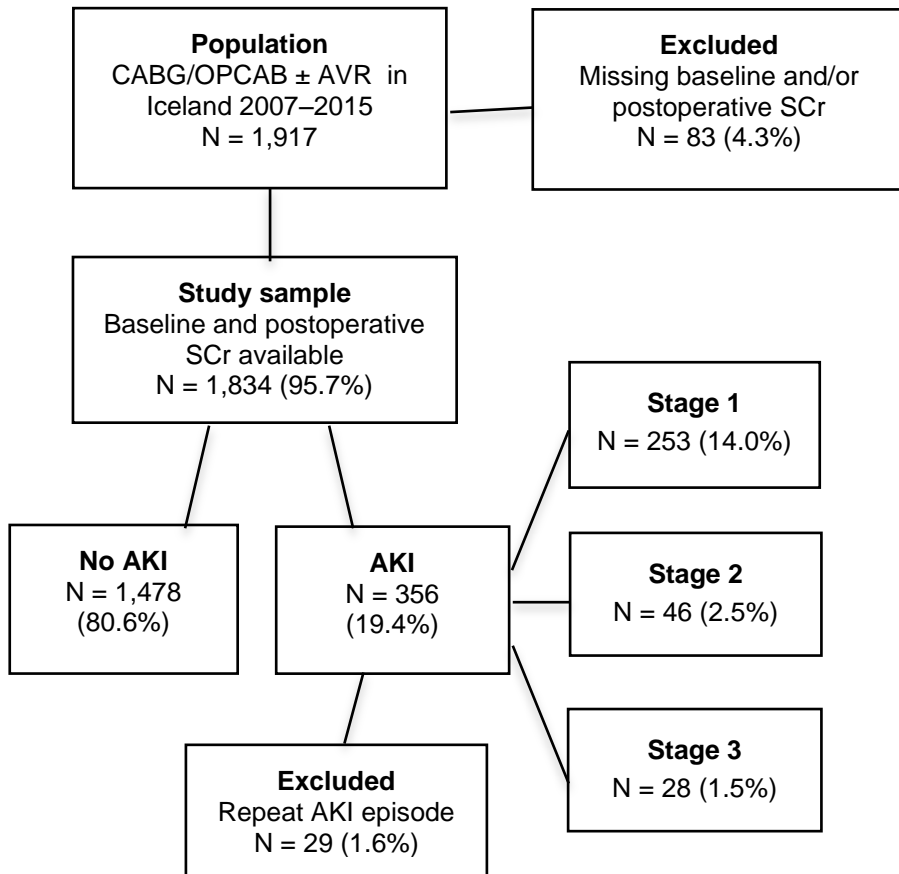 Population
CABG/OPCAB ± AVR in
Iceland 2007–2015
N = 1,917
Excluded
Missing baseline and/or
postoperative SCr
N = 83 (4.3%)
Study sample
Baseline and postoperative
SCr available
N = 1,834 (95.7%)
Stage 1
N = 253 (14.0%)
No AKI
N = 1,478
(80.6%)
AKI
N = 356
(19.4%)
Stage 2
N = 46 (2.5%)
Excluded
Repeat AKI episode
N = 29 (1.6%)
Stage 3
N = 28 (1.5%)